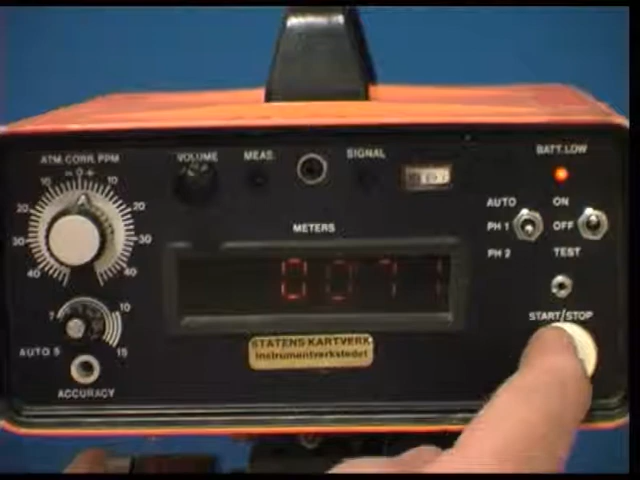 ATM. CORR. PPM
– 0 +
10 10
20 20
30 30
40 40
VOLUME
MEAS.
SIGNAL
BATT. LOW
METERS
AUTO
PH 1
PH 2
ON
OFF
TEST
START/STOP
7 10
AUTO 5 15
ACCURACY
STATENS KARTVERK
Instrumentverkstedet